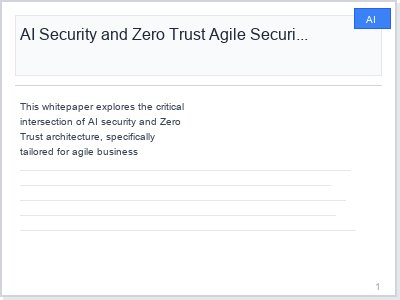 AI
AI Security and Zero Trust Agile Securi...
This whitepaper explores the critical
intersection of AI security and Zero
Trust architecture, specifically
tailored for agile business
1